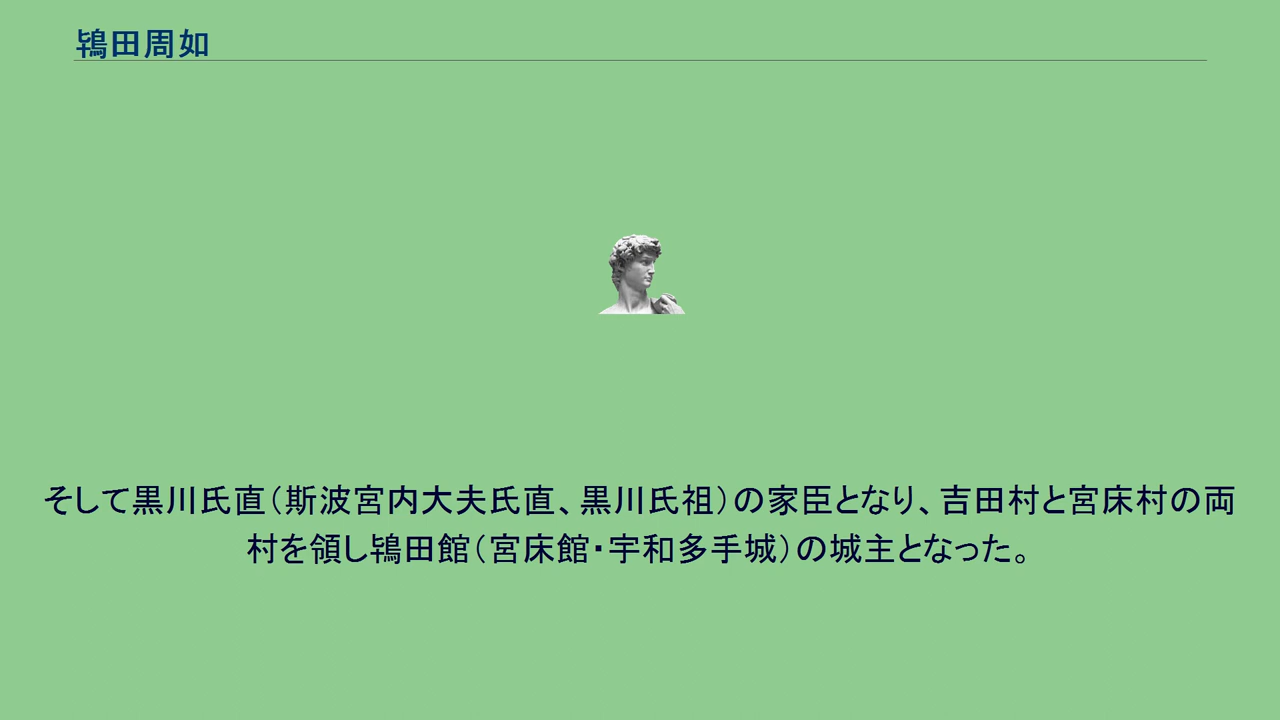 鴇田周如
そして黒川氏直（斯波宮内大夫氏直、黒川氏祖）の家臣となり、吉田村と宮床村の両
村を領し鴇田館（宮床館・宇和多手城）の城主となった。